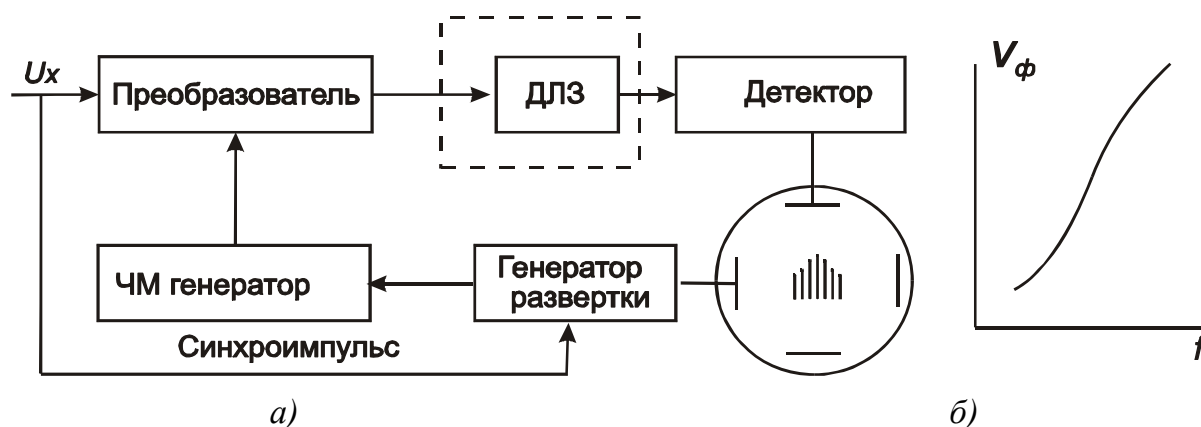 Ux
Преобразователь
ДЛЗ
Детектор
Vф
ЧМ генератор
Генератор
развертки
Синхроимпульс
f
а)
б)